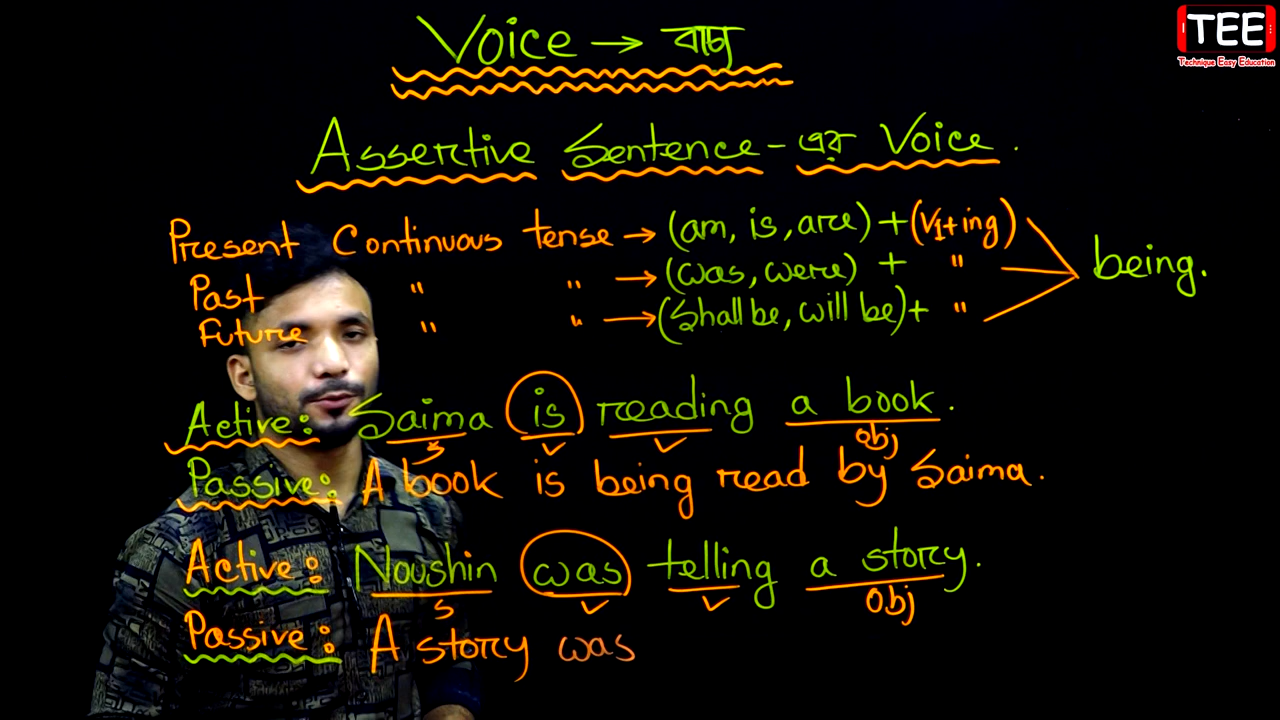 Voice → বাচ্য
TEE
Technique Easy Education
Assertive Sentence - এর Voice.
Present Continuous tense → (am, is, are) + (V1+ing)
Past " " → (was, were) + "
being.
Future " " → (Shall be, will be) + "
Active: Saima is reading a book.
S V V obj
Passive: A book is being read by Saima.
Active: Noushin was telling a story.
S V V obj
Passive: A story was